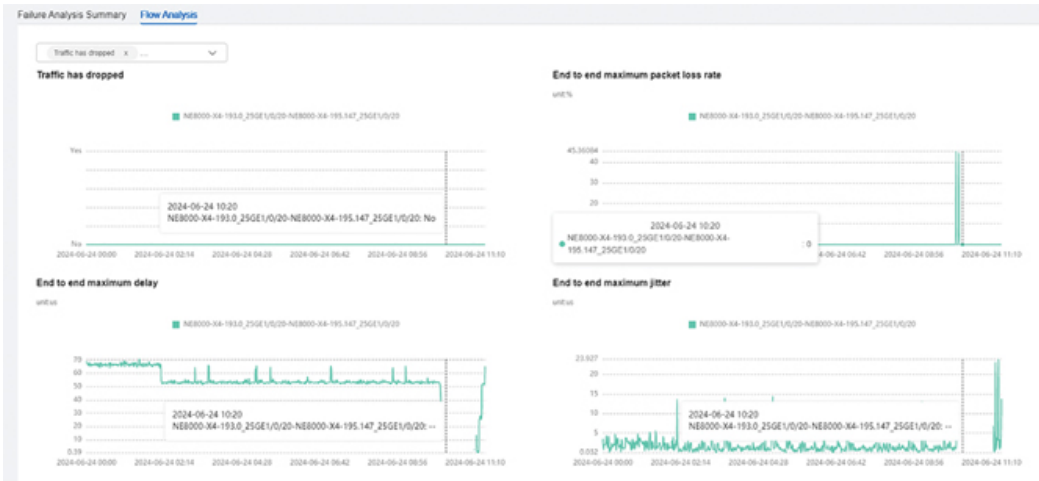 Failure Analysis Summary Flow Analysis
Traffic has dropped x ...
Traffic has dropped
NE8000-X4-193.0_25GE1/0/20-NE8000-X4-195.147_25GE1/0/20
Yes
2024-06-24 10:20
NE8000-X4-193.0_25GE1/0/20-NE8000-X4-195.147_25GE1/0/20: No
No
2024-06-24 00:00 2024-06-24 02:14 2024-06-24 04:28 2024-06-24 06:42 2024-06-24 08:56 2024-06-24 11:10
End to end maximum packet loss rate
unit:%
NE8000-X4-193.0_25GE1/0/20-NE8000-X4-195.147_25GE1/0/20
45.36084
40
30
20
2024-06-24 10:20
NE8000-X4-193.0_25GE1/0/20-NE8000-X4-
195.147_25GE1/0/20 : 0
2024-06-24 06:42 2024-06-24 08:56 2024-06-24 11:10
End to end maximum delay
unit:us
NE8000-X4-193.0_25GE1/0/20-NE8000-X4-195.147_25GE1/0/20
79
60
50
40
30
20
10
0.39
2024-06-24 10:20
NE8000-X4-193.0_25GE1/0/20-NE8000-X4-195.147_25GE1/0/20: --
2024-06-24 00:00 2024-06-24 02:14 2024-06-24 04:28 2024-06-24 06:42 2024-06-24 08:56 2024-06-24 11:10
End to end maximum jitter
unit:us
NE8000-X4-193.0_25GE1/0/20-NE8000-X4-195.147_25GE1/0/20
23.927
20
15
10
5
0.032
2024-06-24 10:20
NE8000-X4-193.0_25GE1/0/20-NE8000-X4-195.147_25GE1/0/20: --
2024-06-24 00:00 2024-06-24 02:14 2024-06-24 04:28 2024-06-24 06:42 2024-06-24 08:56 2024-06-24 11:10